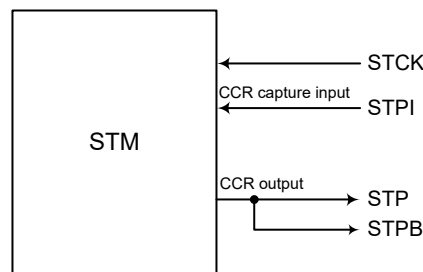 STM
STCK
CCR capture input
STPI
CCR output
STP
STPB